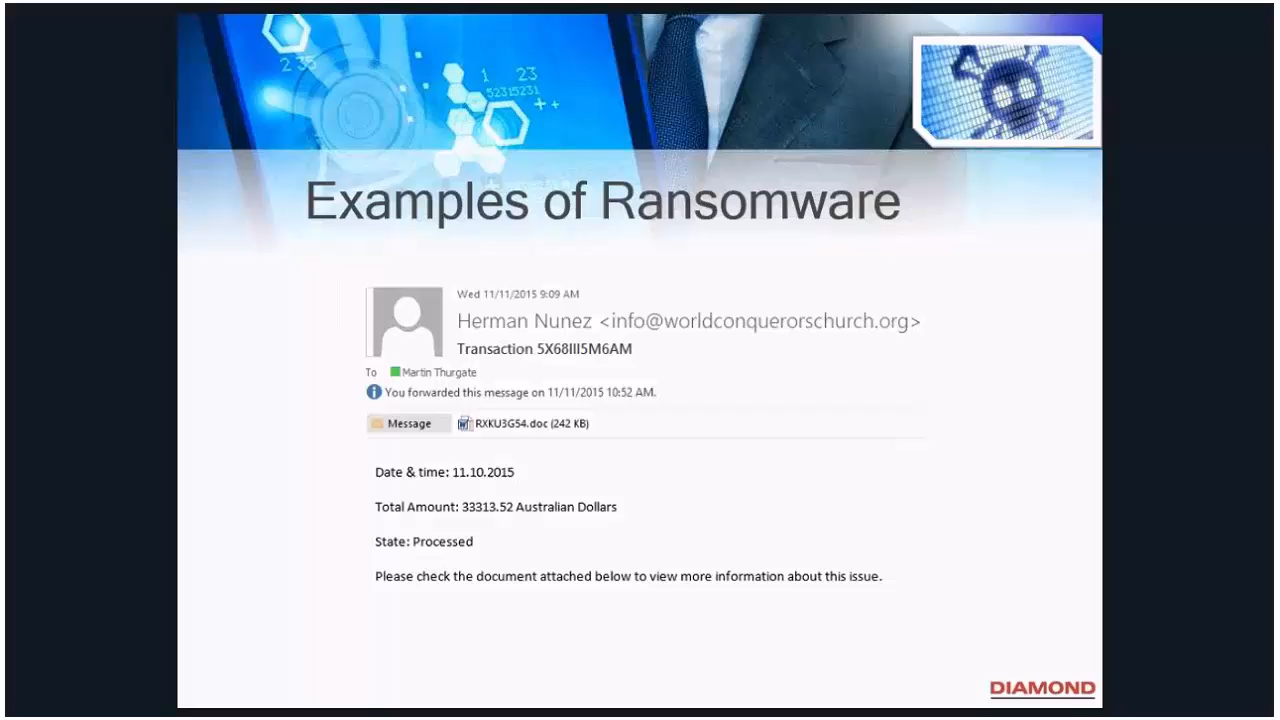 2 35
1 23
52315231
Examples of Ransomware
Wed 11/11/2015 9:09 AM
Herman Nunez <info@worldconquerorschurch.org>
Transaction 5X68III5M6AM
To Martin Thurgate
You forwarded this message on 11/11/2015 10:52 AM.
Message RXKU3G54.doc (242 KB)
Date & time: 11.10.2015
Total Amount: 33313.52 Australian Dollars
State: Processed
Please check the document attached below to view more information about this issue.
DIAMOND